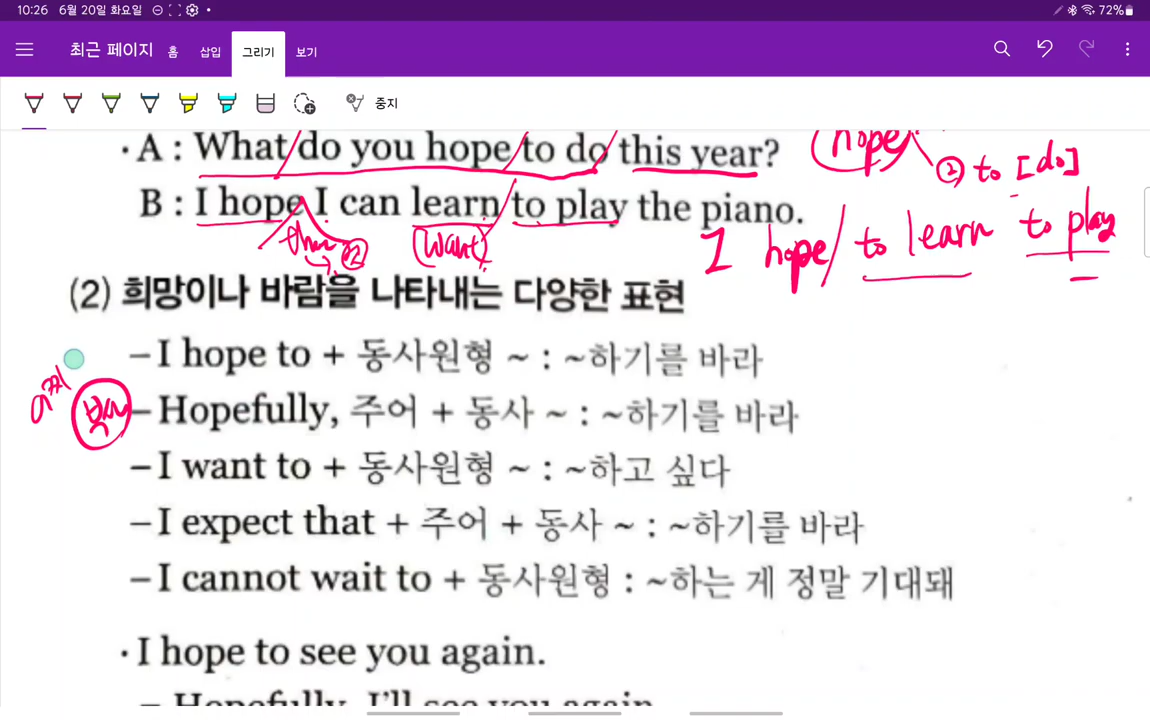 10:26 6월 20일 화요일 72%
최근 페이지 홈 삽입 그리기 보기
중지
· A : What do you hope to do this year?
hope
② to [do]
B : I hope I can learn to play the piano.
that
want
I hope to learn to play
(2) 희망이나 바람을 나타내는 다양한 표현
– I hope to + 동사원형 ~ : ~하기를 바라
– Hopefully, 주어 + 동사 ~ : ~하기를 바라
– I want to + 동사원형 ~ : ~하고 싶다
– I expect that + 주어 + 동사 ~ : ~하기를 바라
– I cannot wait to + 동사원형 : ~하는 게 정말 기대돼
· I hope to see you again.
– Hopefully, I'll see you again.